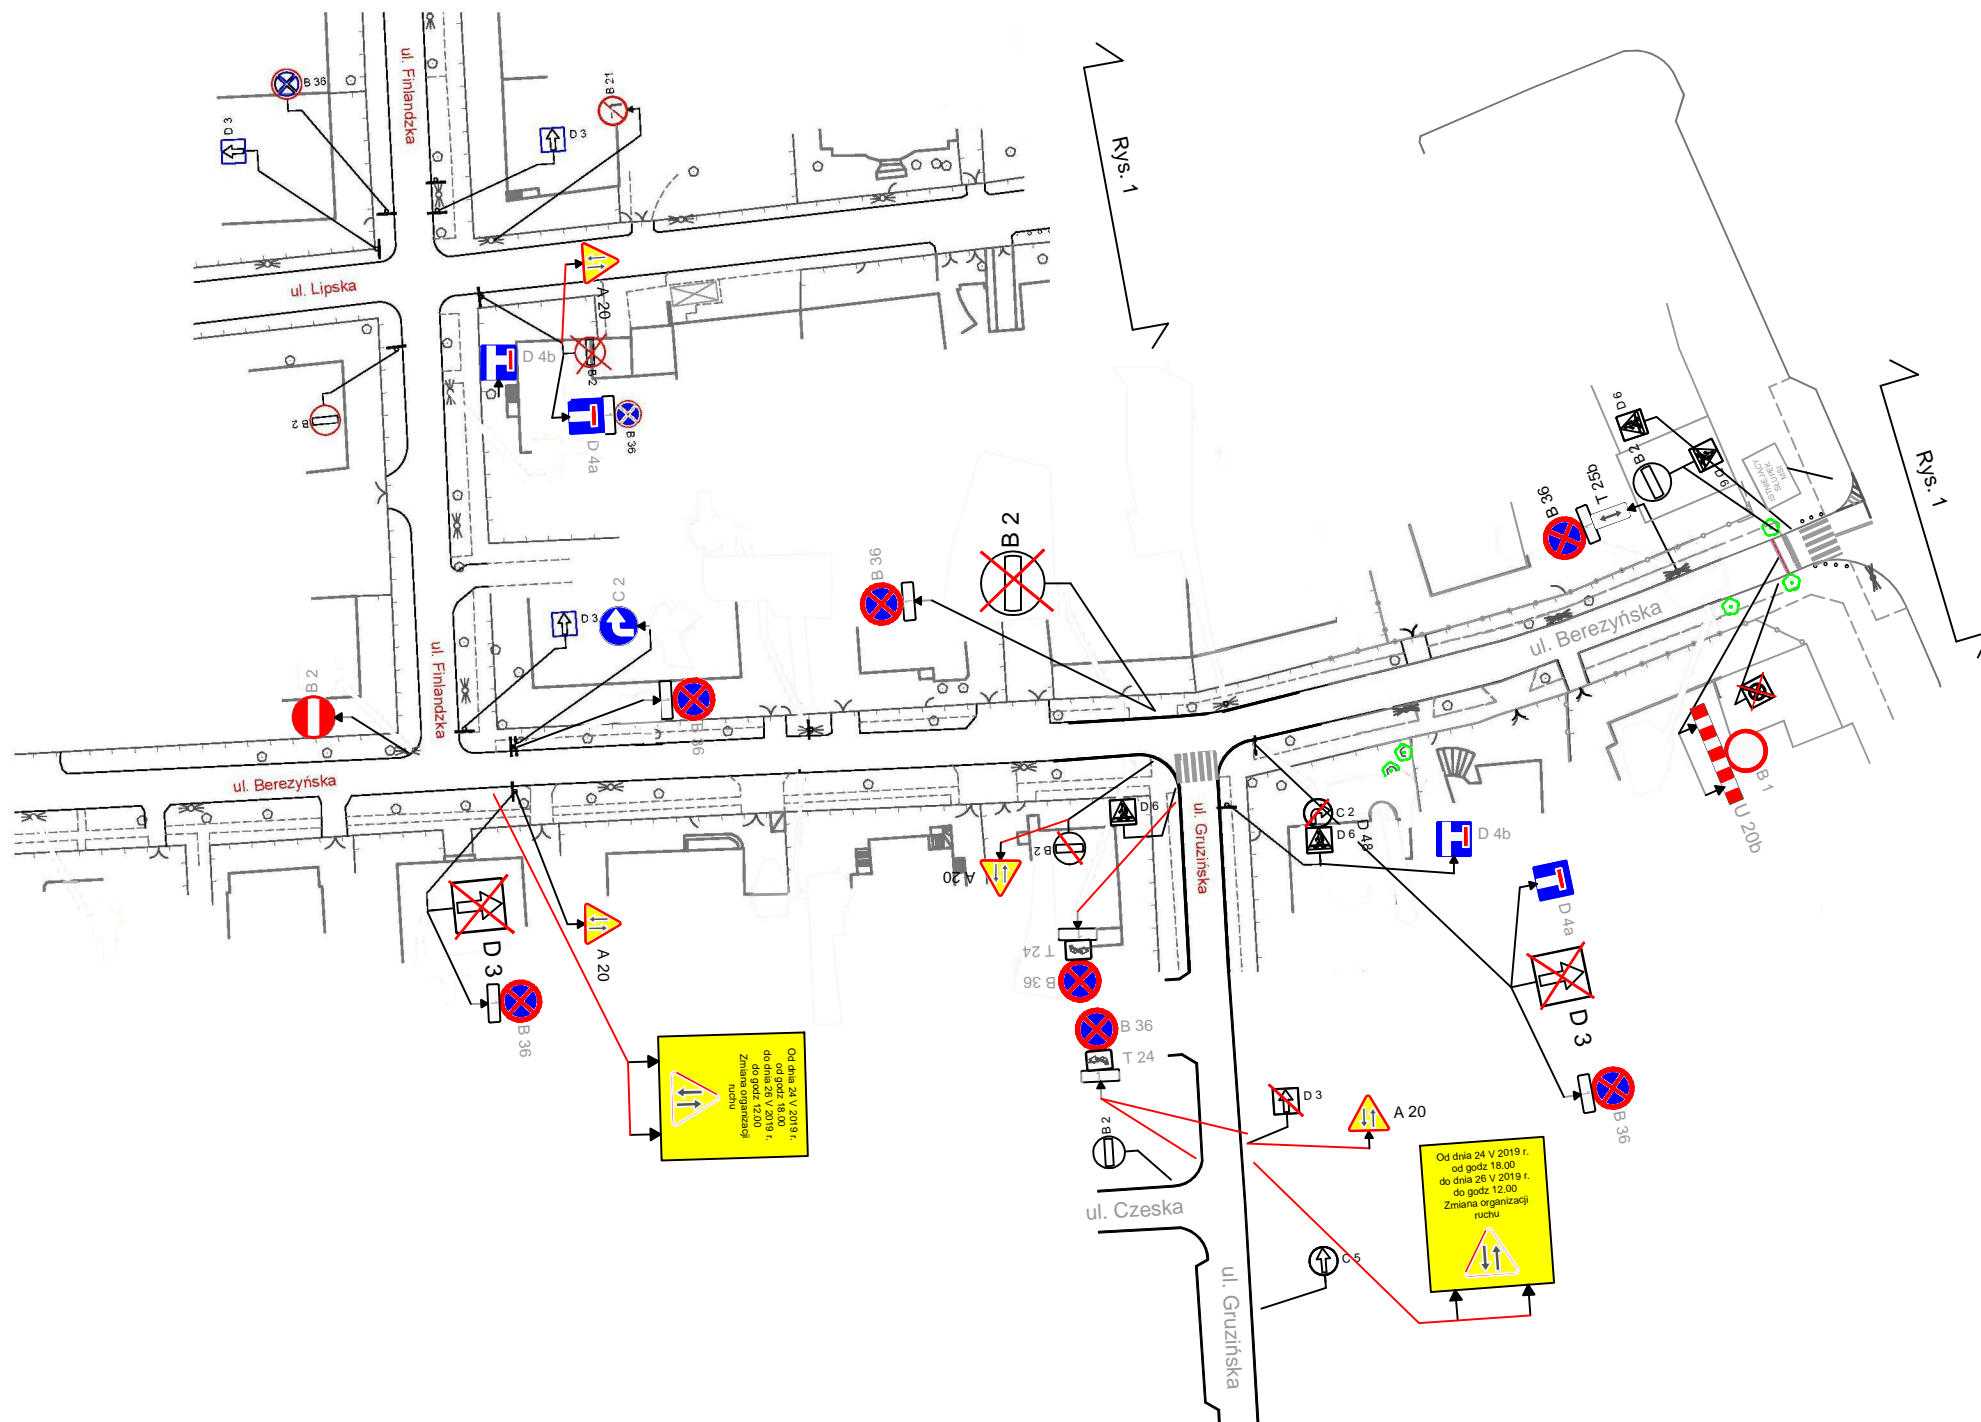 ul. Finlandzka
B 36
D 3
B 21
D 3
Rys. 1
ul. Lipska
A 20
D 4b
B 2
B 2
D 4a
B 36
D 6
B 2
T 25b
B 36
ISTNIEJĄCY
SŁUPEK
MSI
Rys. 1
B 2
B 36
C 2
D 3
ul. Finlandzka
B 2
B 36
ul. Berezyńska
ul. Berezyńska
B 1
U 20b
D 6
B 2
A 20
ul. Gruzińska
C 2
D 6
D 4b
D 4a
D 3
B 36
D 3
B 36
A 20
T 24
B 36
B 36
T 24
B 2
D 3
A 20
Od dnia 24 V 2019 r.
od godz 18.00
do dnia 26 V 2019 r.
do godz 12.00
Zmiana organizacji
ruchu
Od dnia 24 V 2019 r.
od godz 18.00
do dnia 26 V 2019 r.
do godz 12.00
Zmiana organizacji
ruchu
ul. Czeska
C 5
ul. Gruzińska